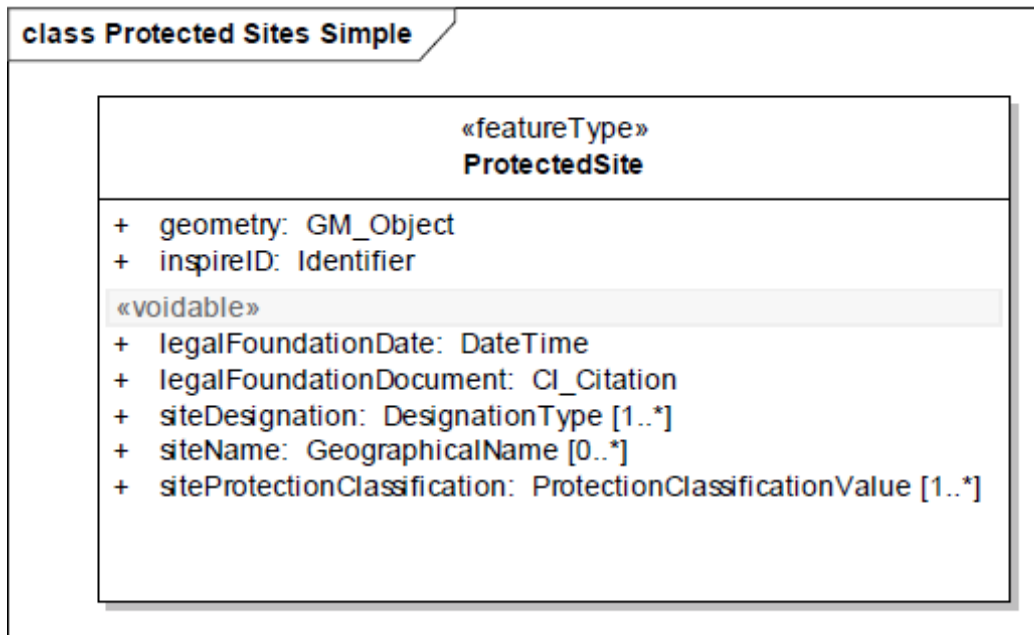 class Protected Sites Simple
«featureType»
ProtectedSite
+ geometry: GM_Object
+ inspireID: Identifier
«voidable»
+ legalFoundationDate: DateTime
+ legalFoundationDocument: CI_Citation
+ siteDesignation: DesignationType [1..*]
+ siteName: GeographicalName [0..*]
+ siteProtectionClassification: ProtectionClassificationValue [1..*]